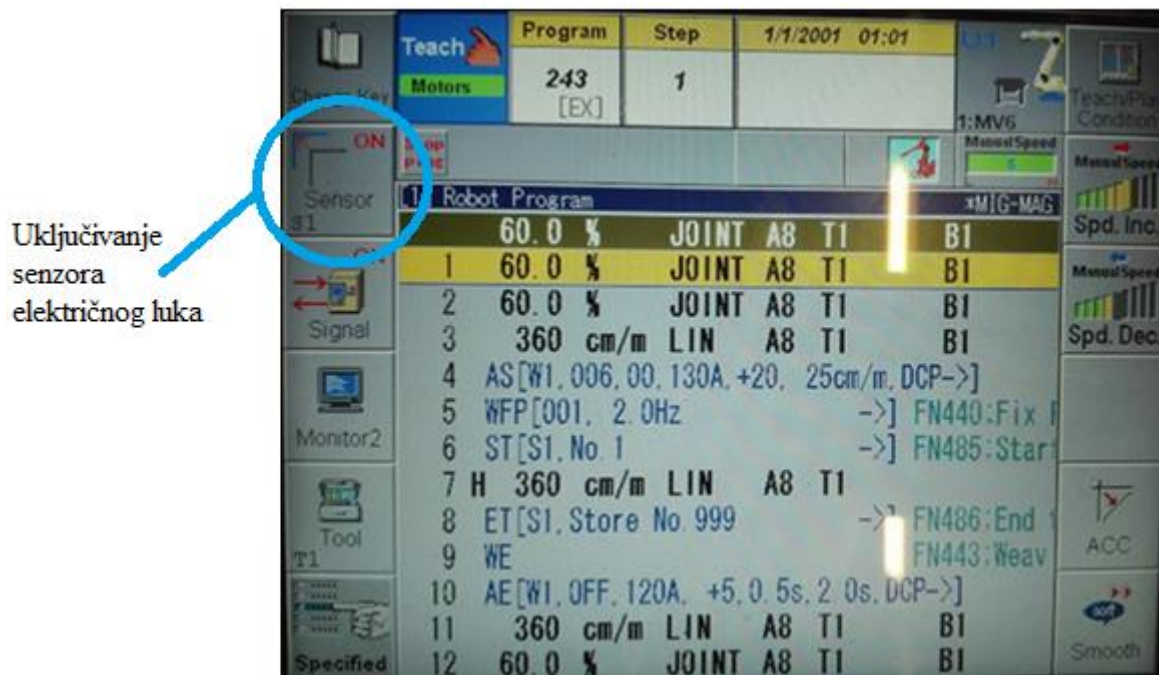 Uključivanje
senzora
električnog luka
Teach
Motors
Program
243
[EX]
Step
1
1/1/2001 01:01
1:MV6
Teach/Play
Condition
ON
Sensor
S1
Manual Speed
5
Manual Speed
Spd. Inc.
[1] Robot Program *MIG-MAG
60.0 % JOINT A8 T1 B1
1 60.0 % JOINT A8 T1 B1
2 60.0 % JOINT A8 T1 B1
3 360 cm/m LIN A8 T1 B1
4 AS[W1,006,00,130A,+20, 25cm/m,DCP->]
5 WFP[001, 2.0Hz ->] FN440:Fix
6 ST[S1,No.1 ->] FN485:Start
7 H 360 cm/m LIN A8 T1
8 ET[S1,Store No.999 ->] FN486:End
9 WE FN443:Weav
10 AE[W1,OFF,120A, +5,0.5s,2.0s,DCP->]
11 360 cm/m LIN A8 T1 B1
12 60.0 % JOINT A8 T1 B1
ON
Signal
Monitor2
Tool
T1
Specified
Manual Speed
Spd. Dec.
ACC
soft
Smooth